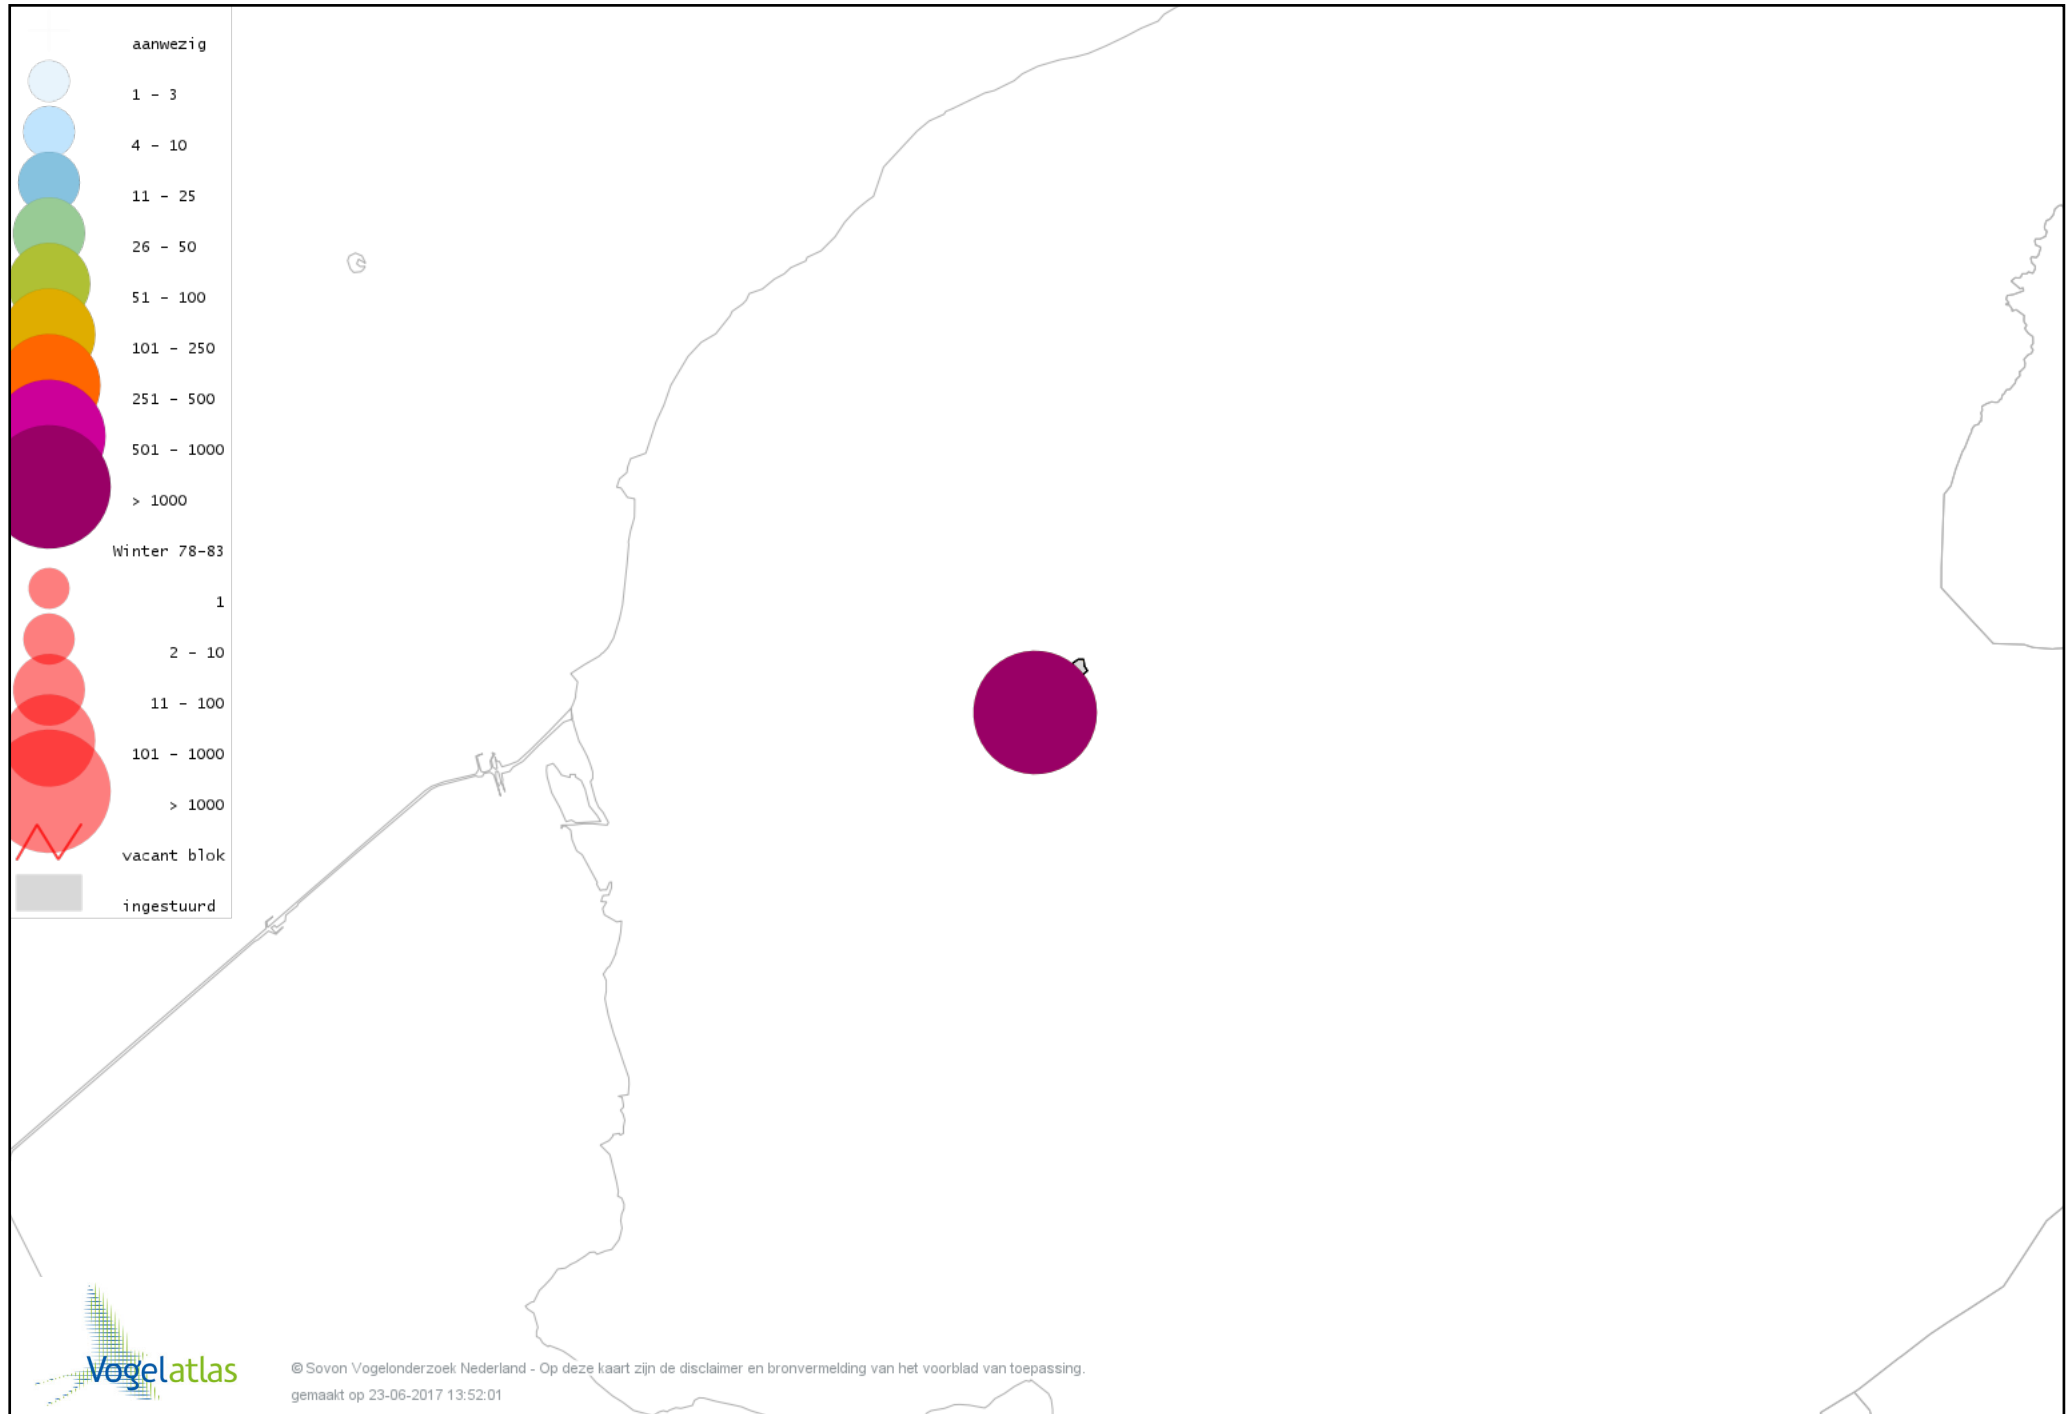 aanwezig
1 - 3
4 - 10
11 - 25
26 - 50
51 - 100
101 - 250
251 - 500
501 - 1000
> 1000
Winter 78-83
1
2 - 10
11 - 100
101 - 1000
> 1000
vacant blok
ingestuurd
Vogelatlas
© Sovon Vogelonderzoek Nederland - Op deze kaart zijn de disclaimer en bronvermelding van het voorblad van toepassing.
gemaakt op 23-06-2017 13:52:01